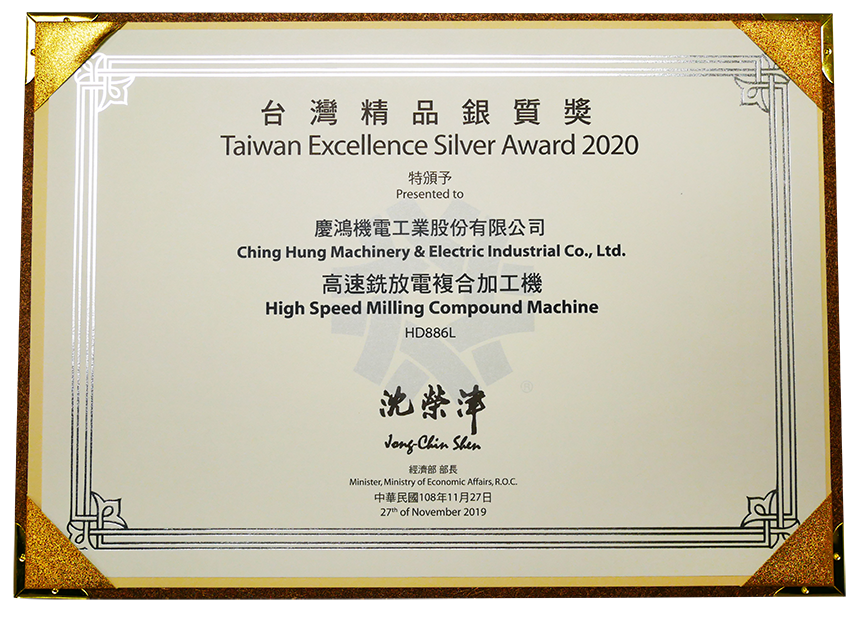 台灣精品銀質獎
Taiwan Excellence Silver Award 2020
特頒予
Presented to
慶鴻機電工業股份有限公司
Ching Hung Machinery & Electric Industrial Co., Ltd.
高速銑放電複合加工機
High Speed Milling Compound Machine
HD886L
®
沈榮津
Jong-Chin Shen
經濟部 部長
Minister, Ministry of Economic Affairs, R.O.C.
中華民國108年11月27日
27th of November 2019